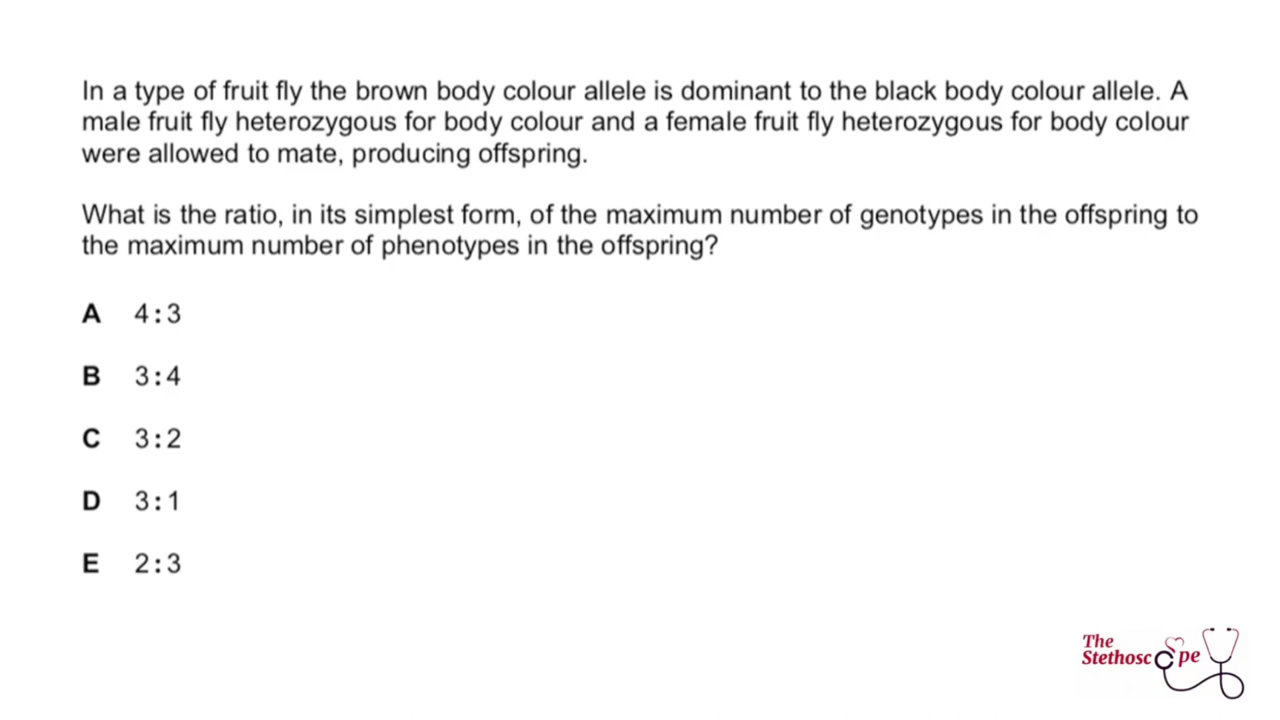 In a type of fruit fly the brown body colour allele is dominant to the black body colour allele. A
male fruit fly heterozygous for body colour and a female fruit fly heterozygous for body colour
were allowed to mate, producing offspring.
What is the ratio, in its simplest form, of the maximum number of genotypes in the offspring to
the maximum number of phenotypes in the offspring?
A 4:3
B 3:4
C 3:2
D 3:1
E 2:3
The
Stethoscope